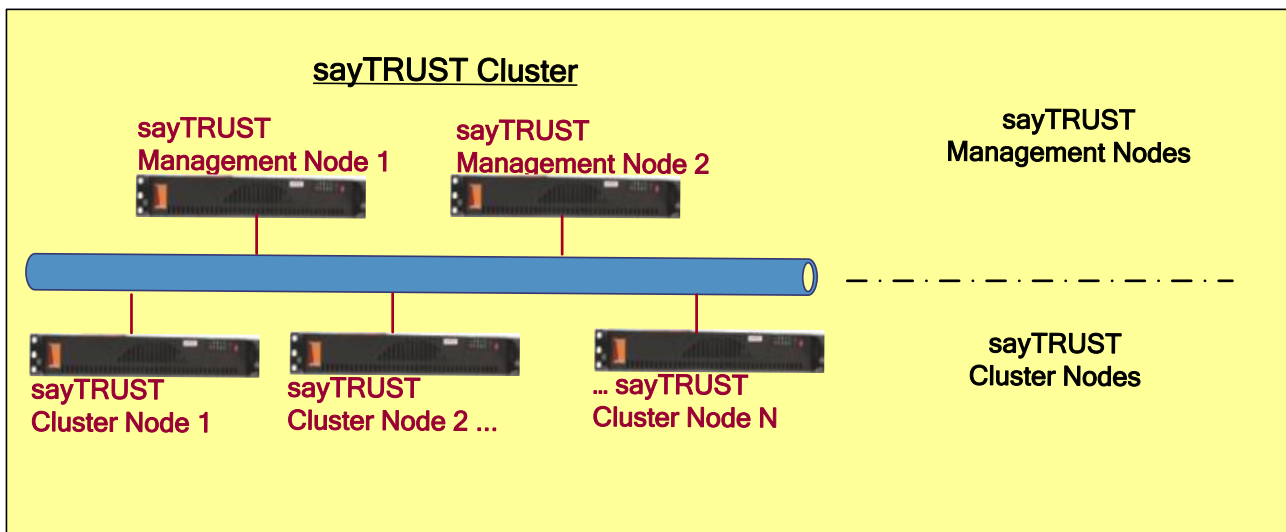 sayTRUST Cluster
sayTRUST
Management Node 1
sayTRUST
Management Node 2
sayTRUST
Management Nodes
sayTRUST
Cluster Node 1
sayTRUST
Cluster Node 2 ...
... sayTRUST
Cluster Node N
sayTRUST
Cluster Nodes